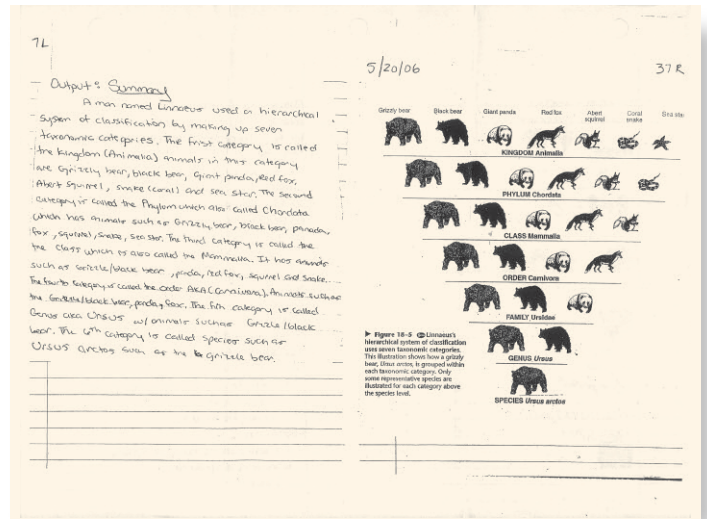 7L
Output: Summary
A man named Linnaeus used a hierarchical
system of classification by making up seven
taxonomic categories. The first category is called
the kingdom (Animalia) animals in this category
are Grizzly bear, black bear, Giant panda, Red fox,
Abert squirrel, snake (coral) and sea star. The second
category is called the Phylum which also called Chordata
which has animals such as Grizzly bear, black bear, panada,
fox, squirrel, snake, sea star. The third category is called the
the class which is also called the Mammalia. It has animals
such as Grizzle/black bear, panda, red fox, squirrel and snake.
The fourto category is called the order AKA (Carnivora). Animals such as
the Grizzle/black bear, panda, fox. The fith category is called
Genus aka Ursus w/animals such as Grizzle/black
bear. The 6th category is called species such as
Ursus arctos such as the grizzle bear.
5/20/06
37R
Grizzly bear Black bear Giant panda Red fox Abert squirrel Coral snake Sea star
KINGDOM Animalia
PHYLUM Chordata
CLASS Mammalia
ORDER Carnivora
FAMILY Ursidae
GENUS Ursus
SPECIES Ursus arctos
► Figure 18-5 Linnaeus's
hierarchical system of classification
uses seven taxonomic categories.
This illustration shows how a grizzly
bear, Ursus arctos, is grouped within
each taxonomic category. Only
some representative species are
illustrated for each category above
the species level.